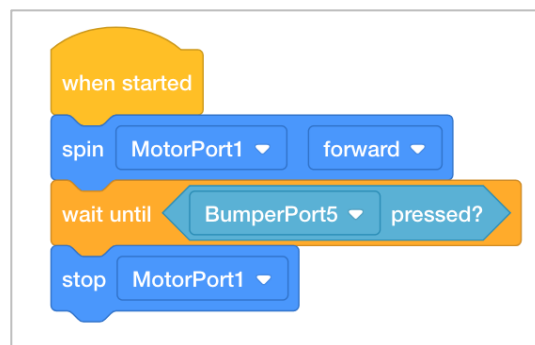 when started
spin MotorPort1 forward
wait until BumperPort5 pressed?
stop MotorPort1